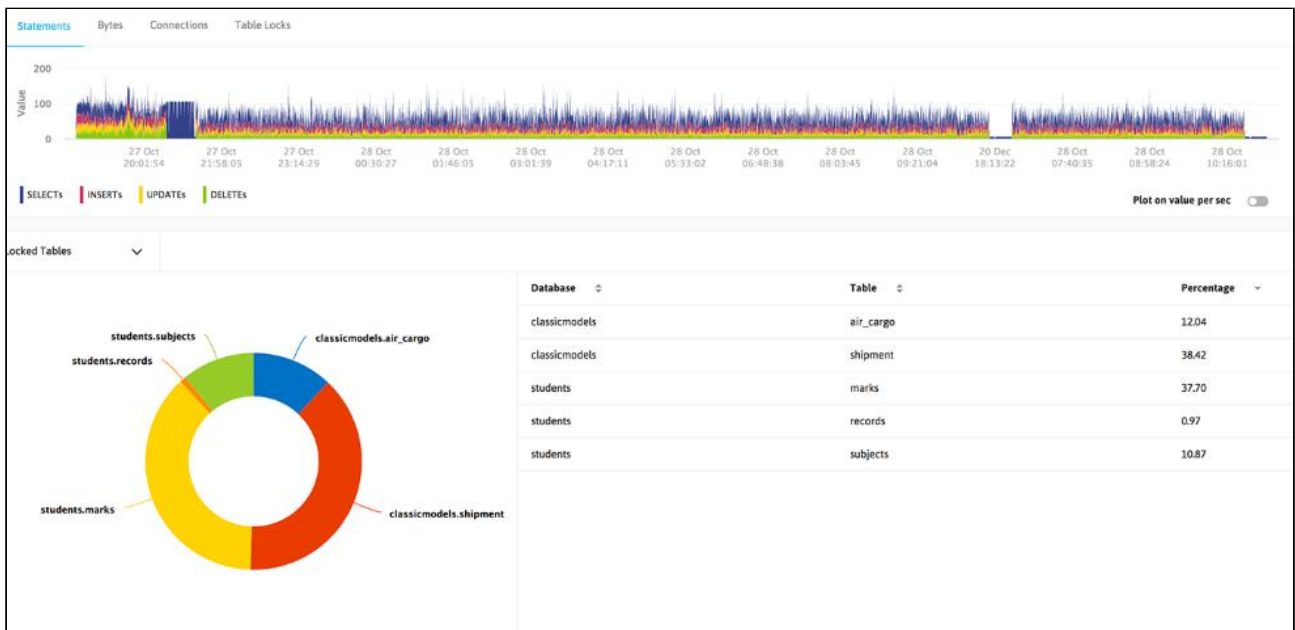 Statements Bytes Connections Table Locks
200
Value
100
0
27 Oct 27 Oct 27 Oct 28 Oct 28 Oct 28 Oct 28 Oct 28 Oct 28 Oct 28 Oct 28 Oct 20 Dec 28 Oct 28 Oct 28 Oct
20:01:54 21:58:05 23:14:29 00:30:27 01:46:05 03:01:39 04:17:11 05:33:02 06:48:38 08:03:45 09:21:04 18:13:22 07:40:35 08:58:24 10:16:01
SELECTs INSERTs UPDATEs DELETEs
Plot on value per sec
ocked Tables
Database Table Percentage
classicmodels air_cargo 12.04
classicmodels shipment 38.42
students marks 37.70
students records 0.97
students subjects 10.87
students.subjects
classicmodels.air_cargo
students.records
students.marks
classicmodels.shipment